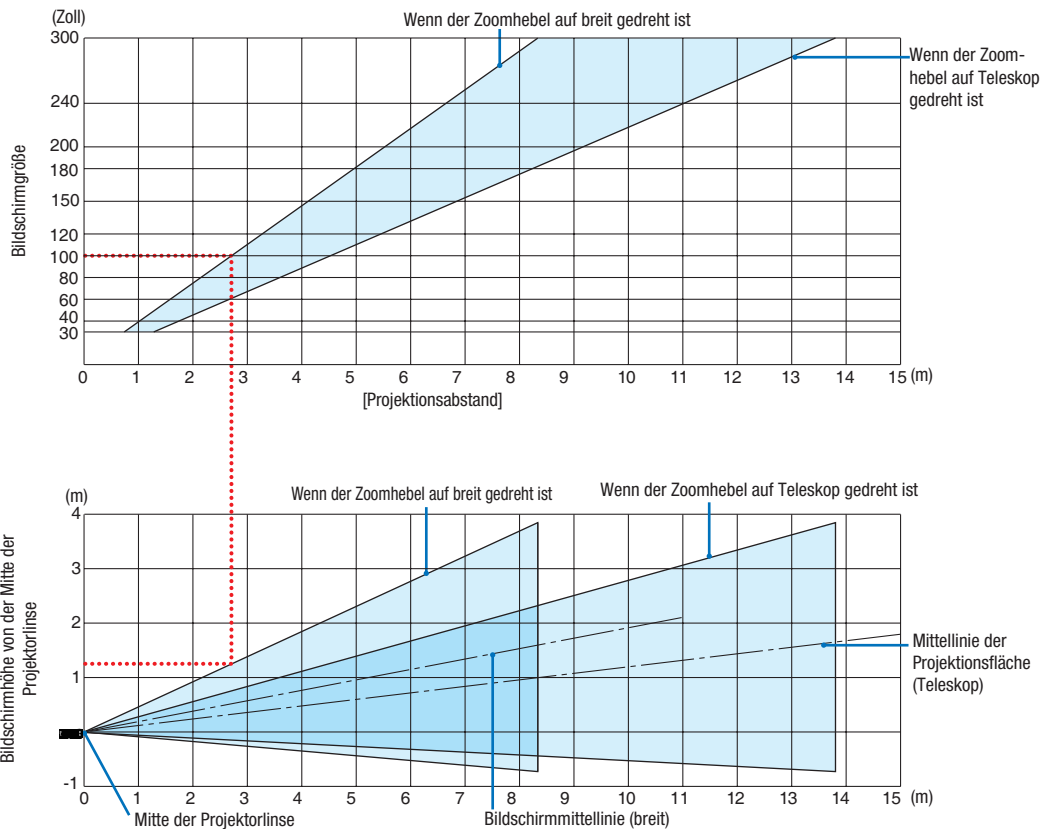 (Zoll)
Wenn der Zoomhebel auf breit gedreht ist
300
240
200
180
150
120
100
80
60
40
30
Bildschirmgröße
Wenn der Zoom-
hebel auf Teleskop
gedreht ist
0 1 2 3 4 5 6 7 8 9 10 11 12 13 14 15 (m)
[Projektionsabstand]
(m)
Wenn der Zoomhebel auf breit gedreht ist
Wenn der Zoomhebel auf Teleskop gedreht ist
4
3
2
1
-1
Bildschirmhöhe von der Mitte der
Projektorlinse
Mittellinie der
Projektionsfläche
(Teleskop)
0 1 2 3 4 5 6 7 8 9 10 11 12 13 14 15 (m)
Mitte der Projektorlinse
Bildschirmmittellinie (breit)